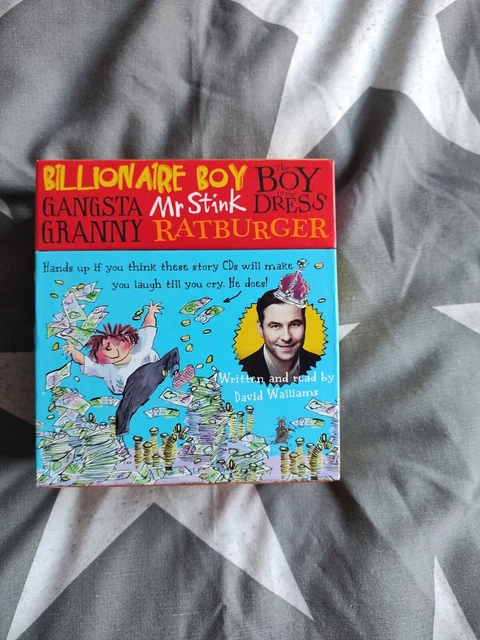 BILLIONAIRE BOY
The BOY in the DRESS
GANGSTA GRANNY
Mr Stink
RATBURGER
Hands up if you think these story CDs will make
you laugh till you cry. He does!
Written and read by
David Walliams